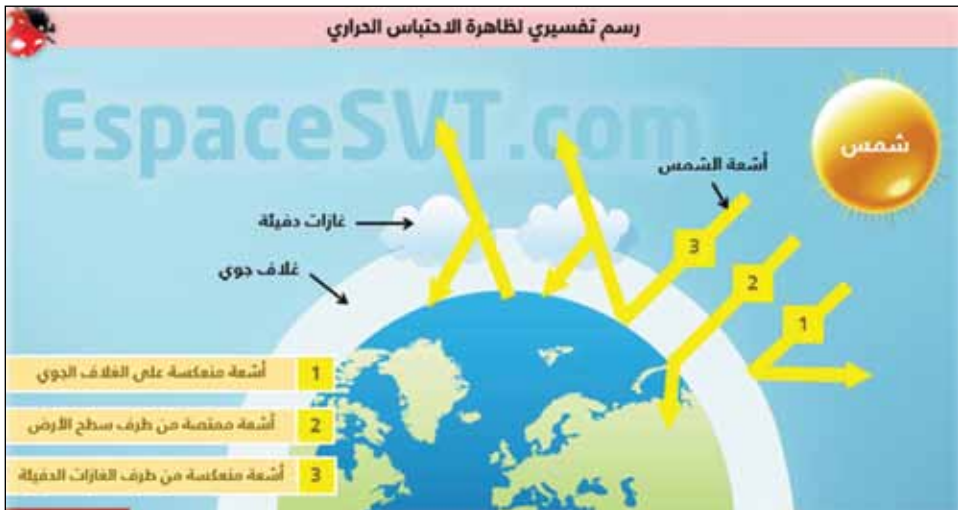 رسم تفسيري لظاهرة الاحتباس الحراري
EspaceSVT.com
شمس
أشعة الشمس
غازات دفيئة
غلاف جوي
3
2
1
1 أشعة منعكسة على الغلاف الجوي
2 أشعة ممتصة من طرف سطح الأرض
3 أشعة منعكسة من طرف الغازات الدفيئة